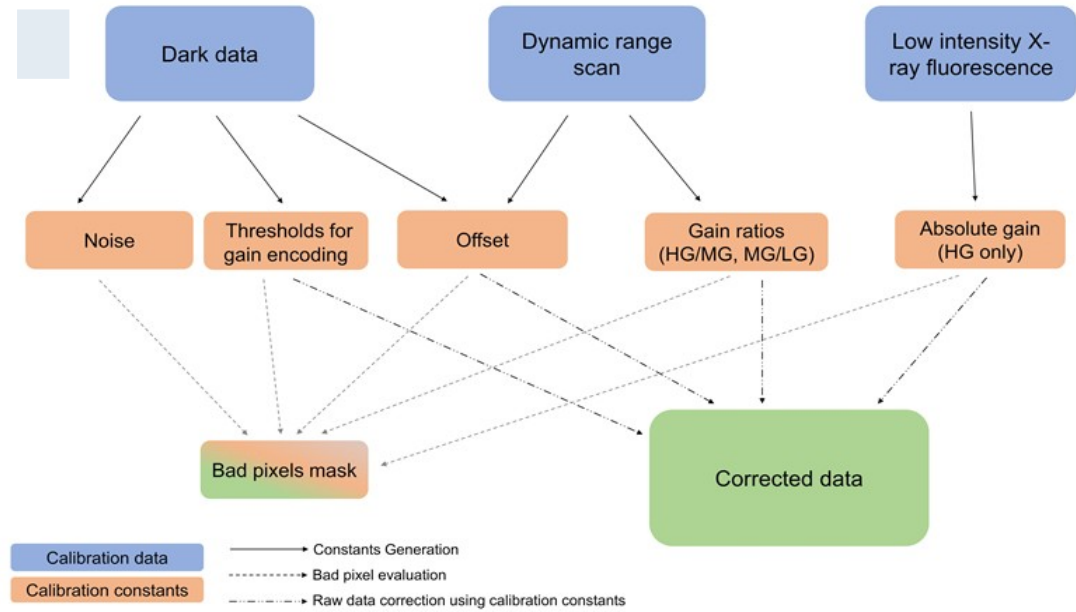 Dark data
Dynamic range
scan
Low intensity X-
ray fluorescence
Noise
Thresholds for
gain encoding
Offset
Gain ratios
(HG/MG, MG/LG)
Absolute gain
(HG only)
Bad pixels mask
Corrected data
Calibration data
Calibration constants
Constants Generation
Bad pixel evaluation
Raw data correction using calibration constants